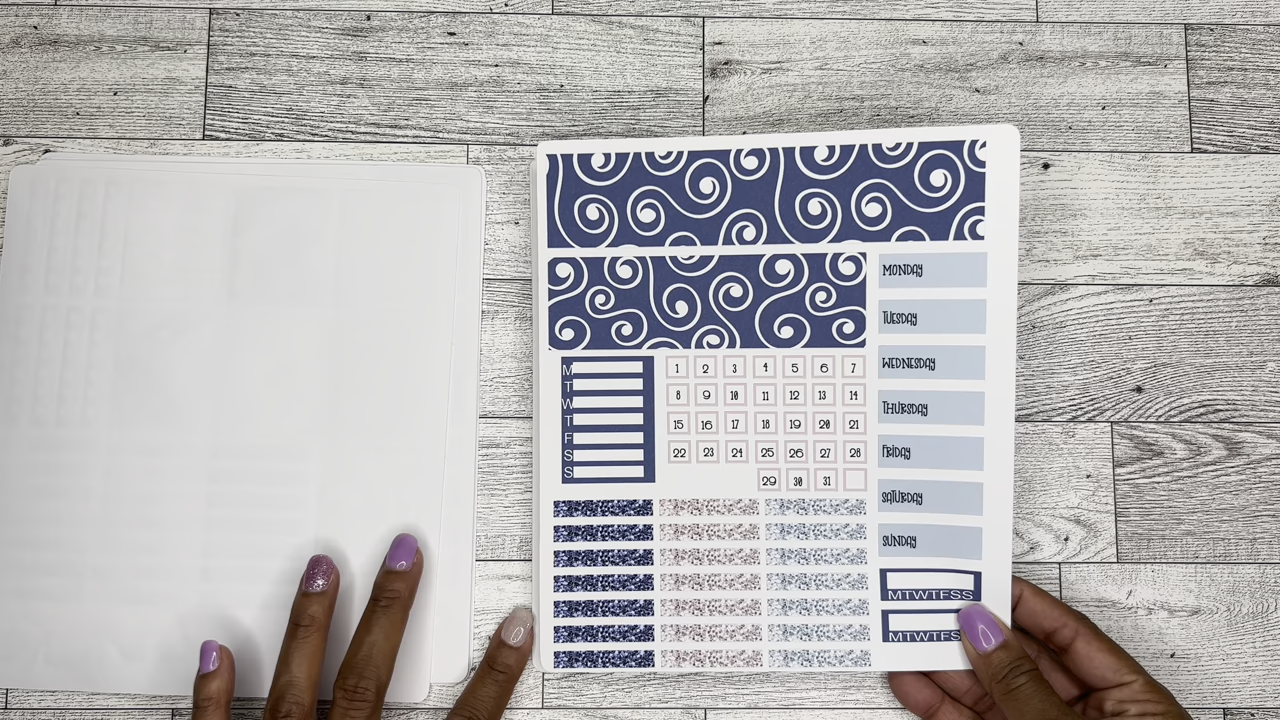 MONDAY
TUESDAY
WEDNESDAY
THURSDAY
FRIDAY
SATURDAY
SUNDAY
M
T
W
T
F
S
S
1 2 3 4 5 6 7
8 9 10 11 12 13 14
15 16 17 18 19 20 21
22 23 24 25 26 27 28
29 30 31
MTWTFSS
MTWTFS